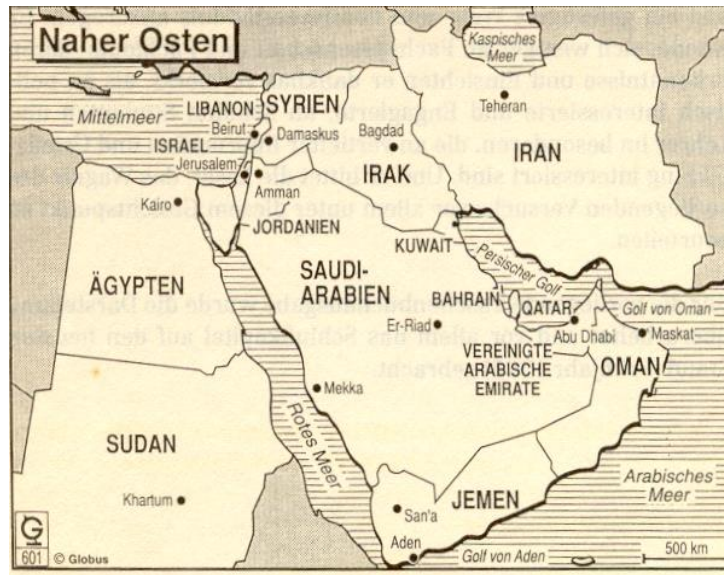 Naher Osten
Kaspisches
Meer
Mittelmeer
LIBANON
SYRIEN
Teheran
Beirut
Damaskus
Bagdad
ISRAEL
IRAN
Jerusalem
IRAK
Amman
Kairo
JORDANIEN
KUWAIT
Persischer Golf
ÄGYPTEN
SAUDI-
ARABIEN
BAHRAIN
QATAR
Golf von Oman
Er-Riad
Abu Dhabi
Maskat
VEREINIGTE
ARABISCHE
EMIRATE
OMAN
Mekka
Rotes Meer
SUDAN
Arabisches
Meer
Khartum
JEMEN
San'a
Aden
Golf von Aden
500 km
G
601 © Globus